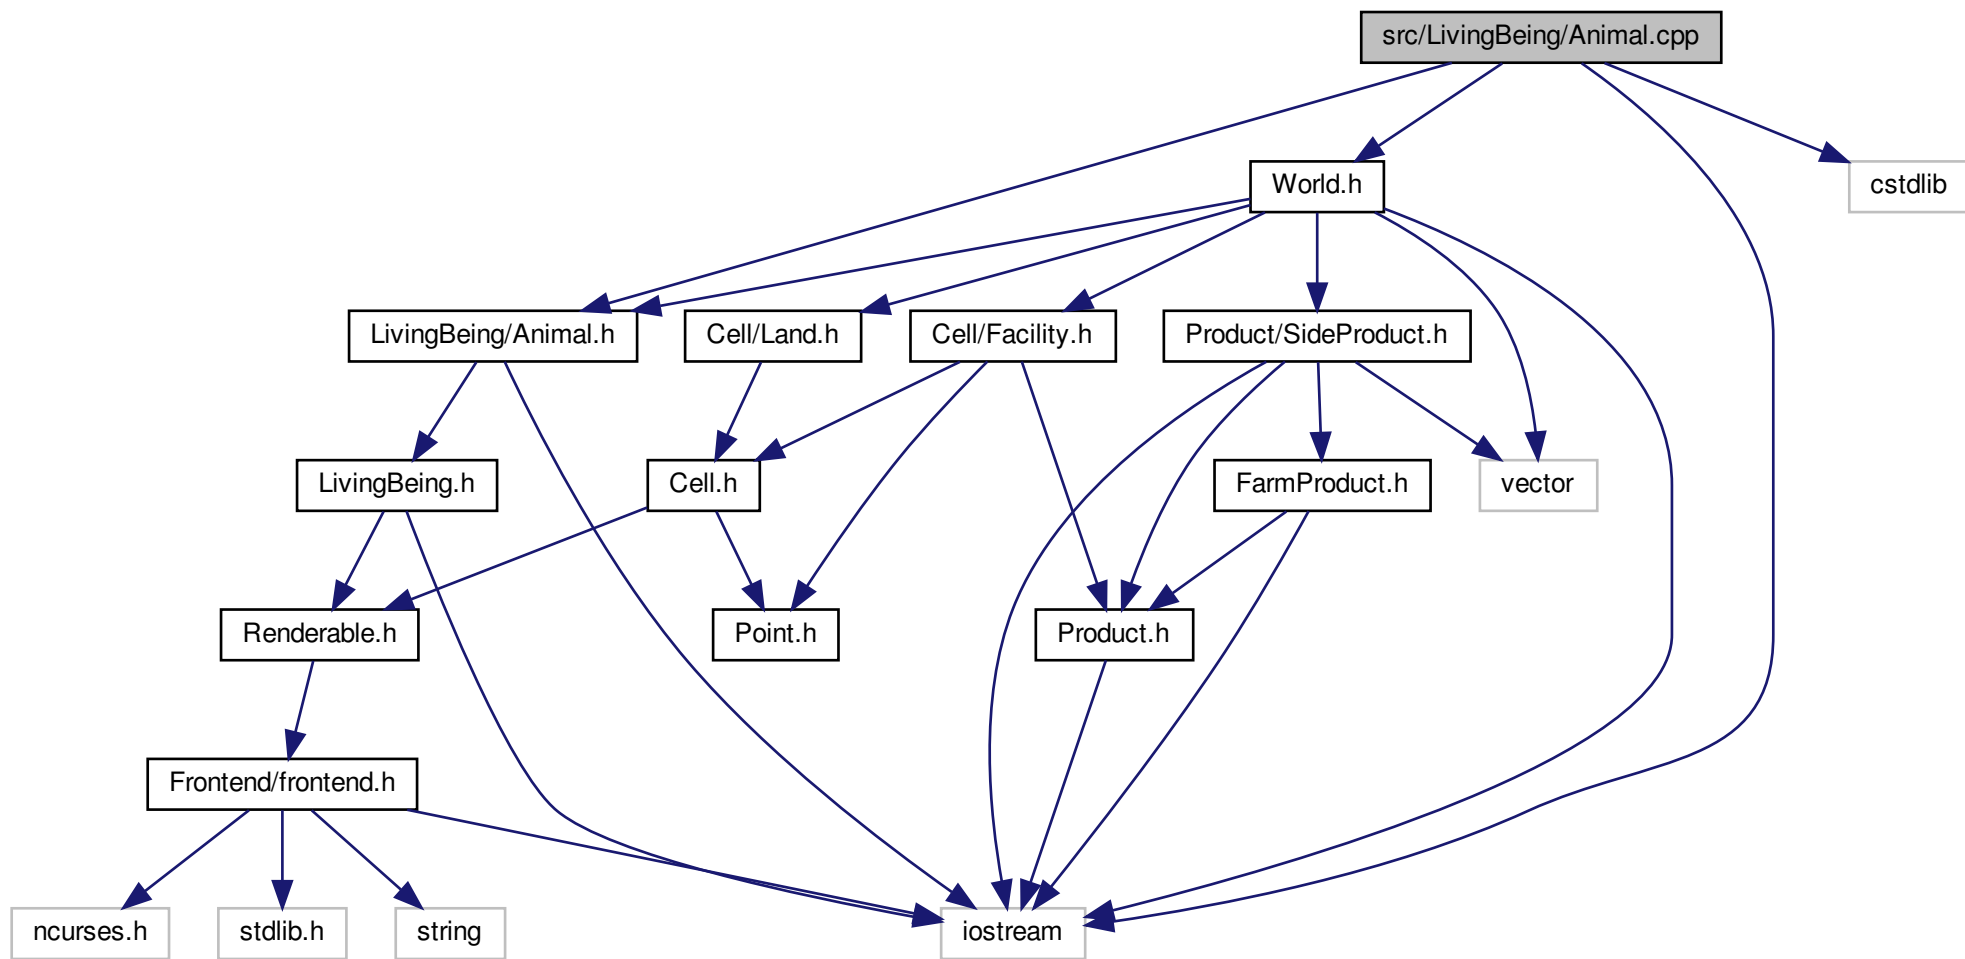 src/LivingBeing/Animal.cpp
World.h
cstdlib
LivingBeing/Animal.h
Cell/Land.h
Cell/Facility.h
Product/SideProduct.h
LivingBeing.h
Cell.h
FarmProduct.h
vector
Renderable.h
Point.h
Product.h
Frontend/frontend.h
ncurses.h
stdlib.h
string
iostream